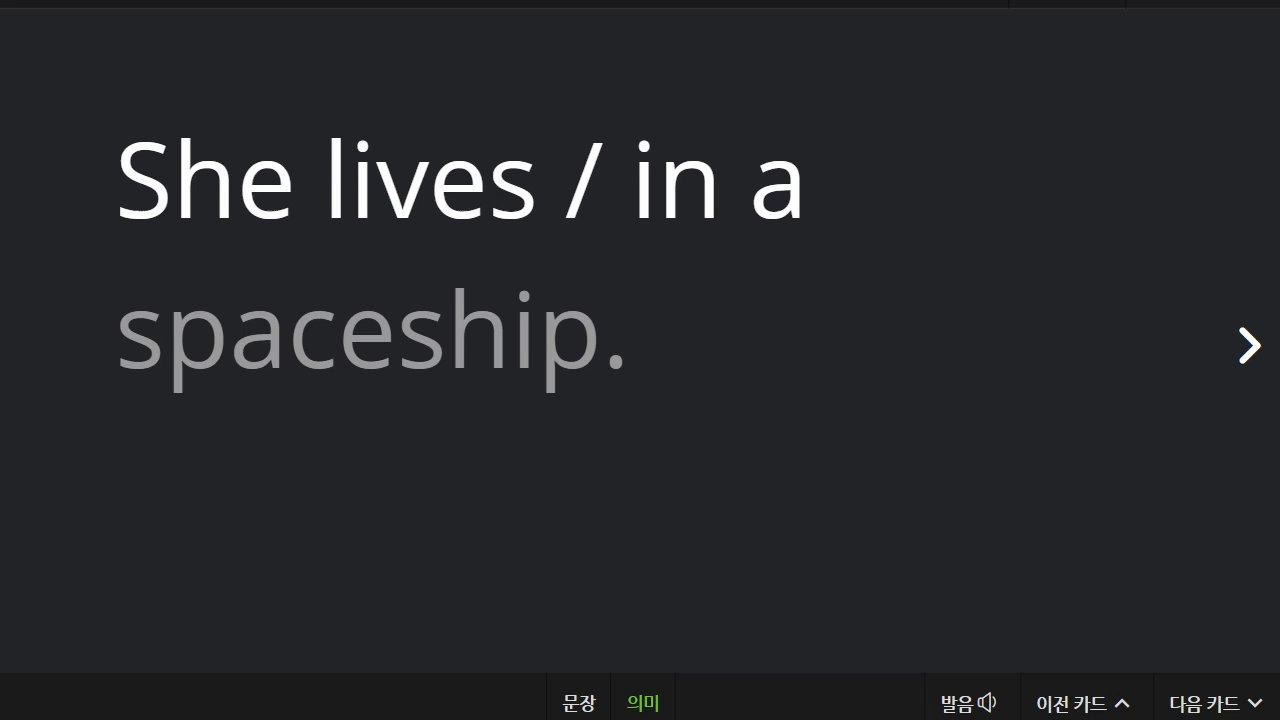 She lives / in a
spaceship.
문장 의미 발음 이전 카드 다음 카드